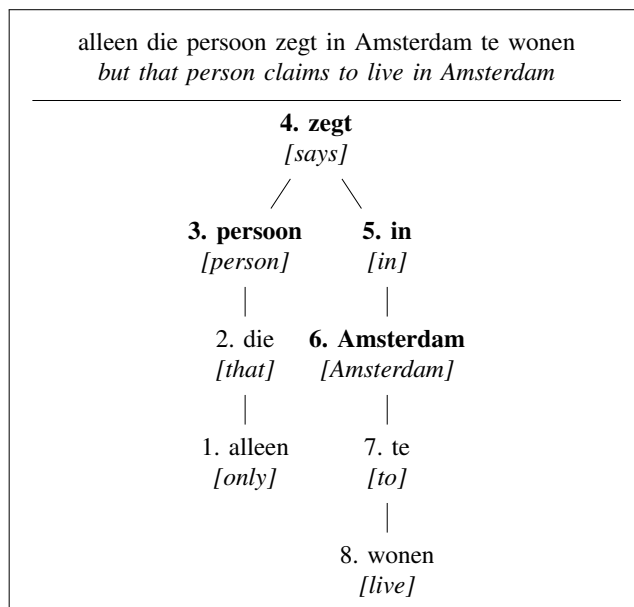 alleen die persoon zegt in Amsterdam te wonen
but that person claims to live in Amsterdam
4. zegt
[says]
3. persoon 5. in
[person] [in]
2. die 6. Amsterdam
[that] [Amsterdam]
1. alleen 7. te
[only] [to]
8. wonen
[live]